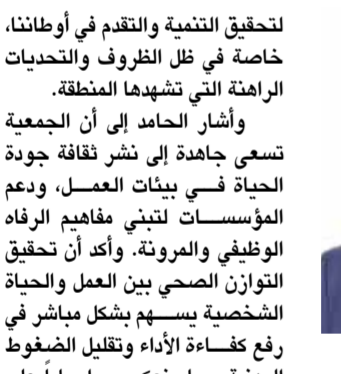 لتحقيق التنمية والتقدم في أوطاننا،
خاصة في ظل الظروف والتحديات
الراهنة التي تشهدها المنطقة.
وأشار الحامد إلى أن الجمعية
تسعى جاهدة إلى نشر ثقافة جودة
الحياة في بيئات العمل، ودعم
المؤسسات لتبني مفاهيم الرفاه
الوظيفي والمرونة. وأكد أن تحقيق
التوازن الصحي بين العمل والحياة
الشخصية يسهم بشكل مباشر في
رفع كفاءة الأداء وتقليل الضغوط